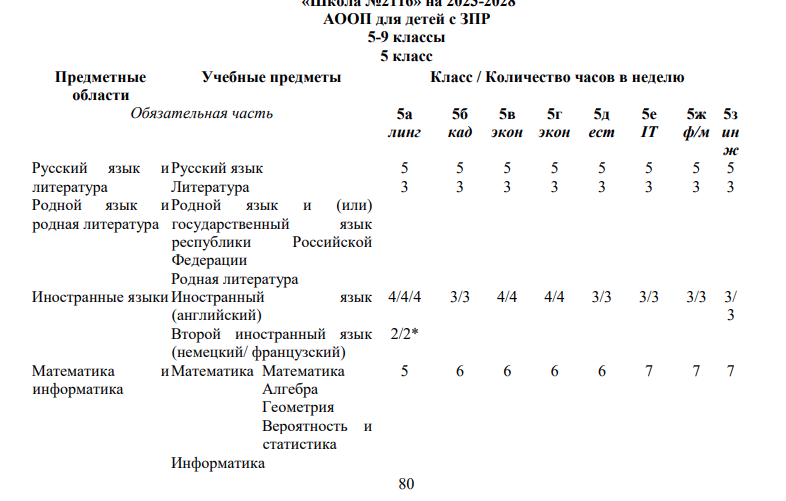 «Школа №2116» на 2023-2028
АООП для детей с ЗПР
5-9 классы
5 класс
Предметные области Учебные предметы Класс / Количество часов в неделю
Обязательная часть 5а линг 5б кад 5в экон 5г экон 5д ест 5е IT 5ж ф/м 5з инж
Русский язык и Русский язык 5 5 5 5 5 5 5 5
литература Литература 3 3 3 3 3 3 3 3
Родной язык и Родной язык и (или)
родная литература государственный язык
республики Российской
Федерации
Родная литература
Иностранные языки Иностранный язык 4/4/4 3/3 4/4 4/4 3/3 3/3 3/3 3/
(английский) 3
Второй иностранный язык 2/2*
(немецкий/ французский)
Математика и Математика Математика 5 6 6 6 6 7 7 7
информатика Алгебра
Геометрия
Вероятность и
статистика
Информатика
80